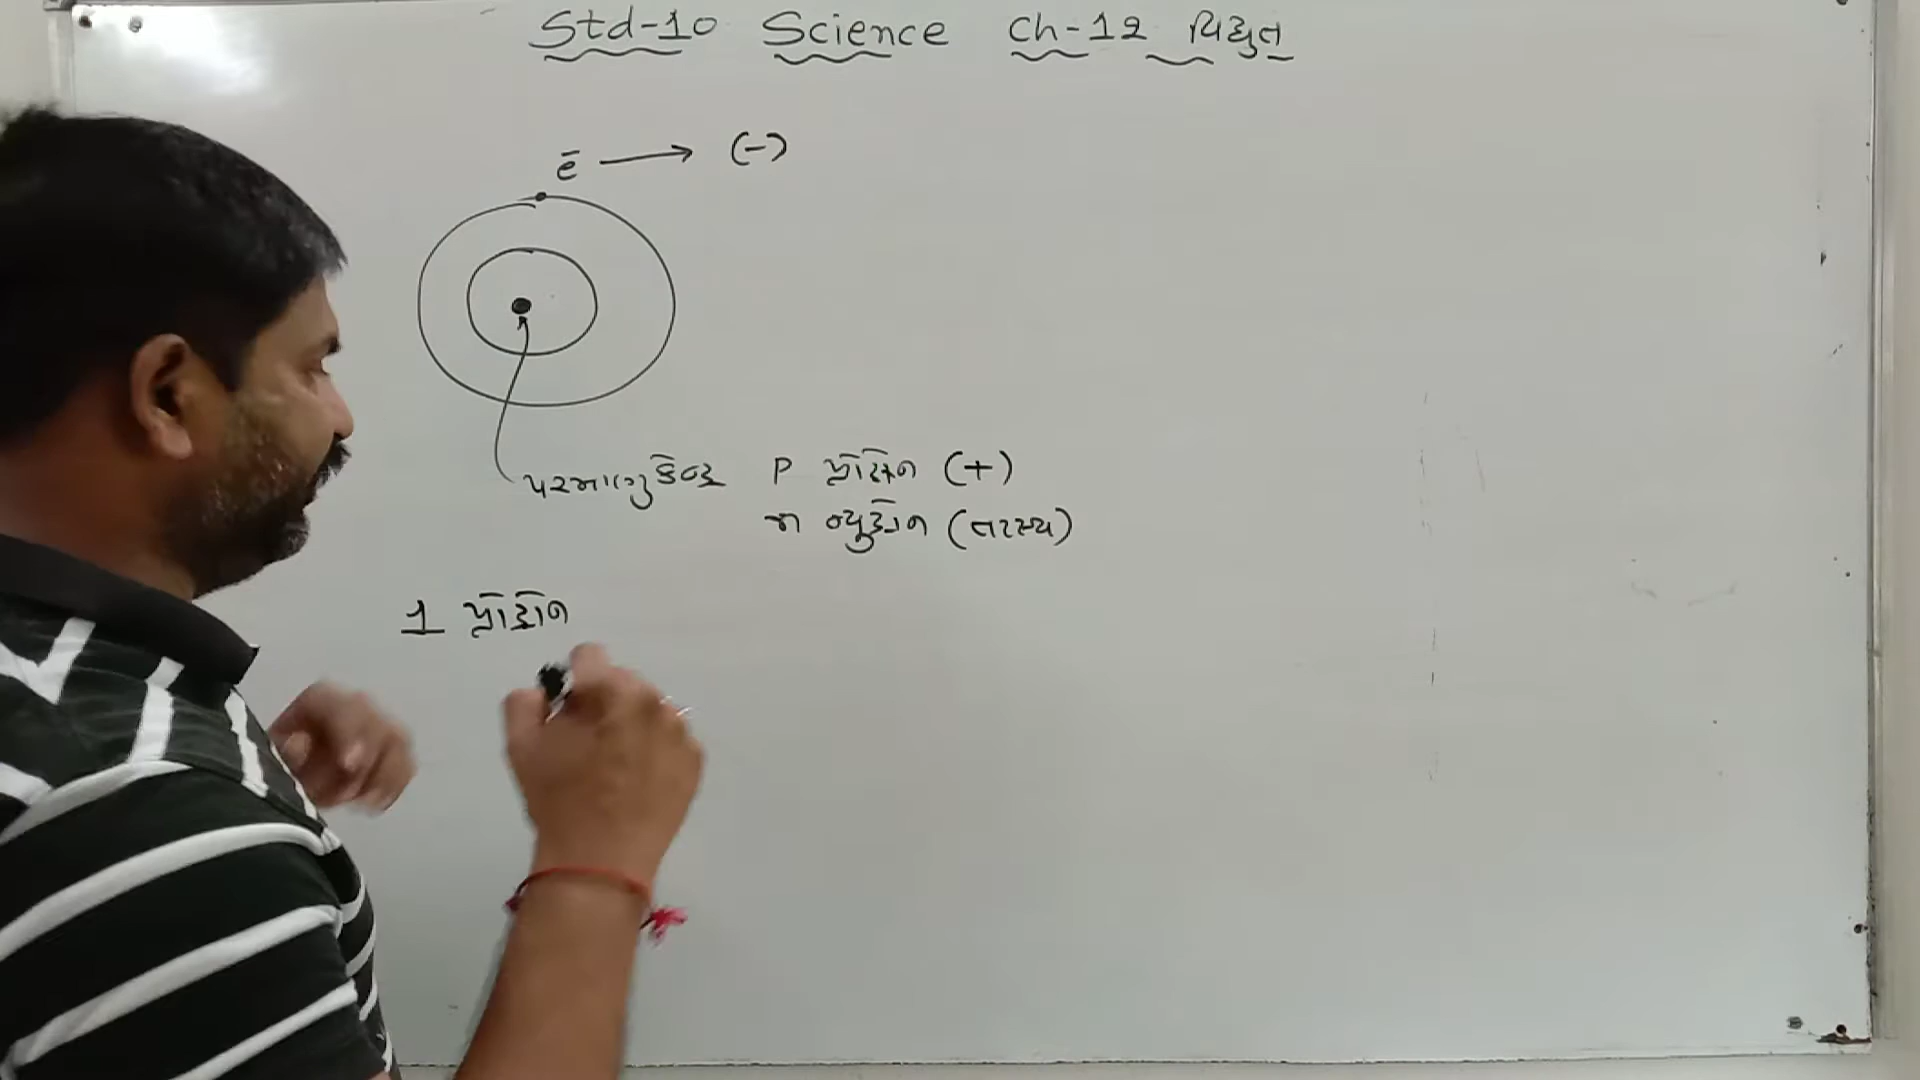 Std-10 Science Ch-12 વિદ્યુત
ē → (-)
પરમાણુકેન્દ્ર P પ્રોટોન (+)
n ન્યુટ્રોન (તટસ્થ)
1 પ્રોટ્રોન